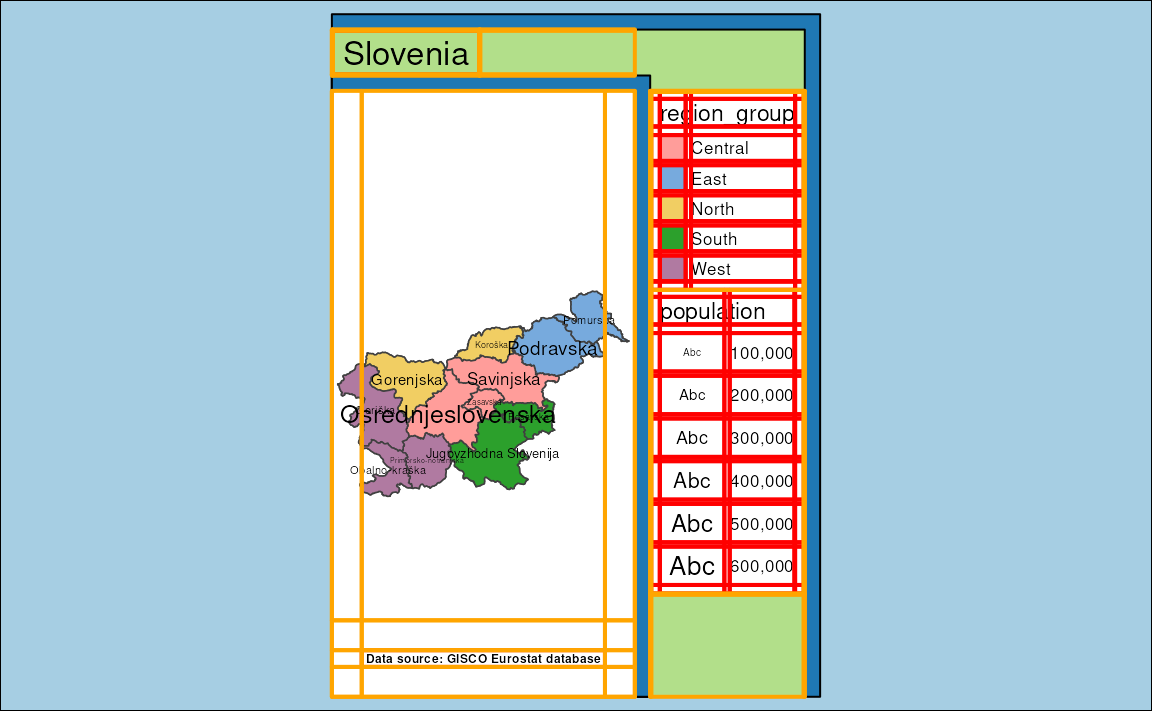 Slovenia
region group
Central
East
North
South
West
population
Abc 100,000
Abc 200,000
Abc 300,000
Abc 400,000
Abc 500,000
Abc 600,000
Pomurska
Koroška
Podravska
Gorenjska
Savinjska
Zasavska
Osrednjeslovenska
Jugovzhodna Slovenija
Primorsko-notranjska
Obalno-kraška
Data source: GISCO Eurostat database